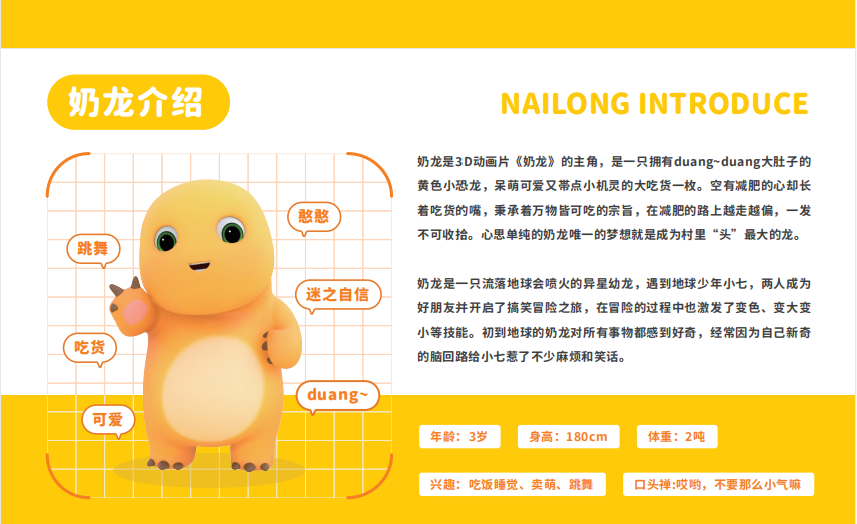 奶龙介绍
NAILONG INTRODUCE
憨憨
跳舞
迷之自信
吃货
duang~
可爱
奶龙是3D动画片《奶龙》的主角，是一只拥有duang~duang大肚子的
黄色小恐龙，呆萌可爱又带点小机灵的大吃货一枚。空有减肥的心却长
着吃货的嘴，秉承着万物皆可吃的宗旨，在减肥的路上越走越偏，一发
不可收拾。心思单纯的奶龙唯一的梦想就是成为村里“头”最大的龙。
奶龙是一只流落地球会喷火的异星幼龙，遇到地球少年小七，两人成为
好朋友并开启了搞笑冒险之旅，在冒险的过程中也激发了变色、变大变
小等技能。初到地球的奶龙对所有事物都感到好奇，经常因为自己新奇
的脑回路给小七惹了不少麻烦和笑话。
年龄：3岁
身高：180cm
体重：2吨
兴趣：吃饭睡觉、卖萌、跳舞
口头禅:哎哟，不要那么小气嘛